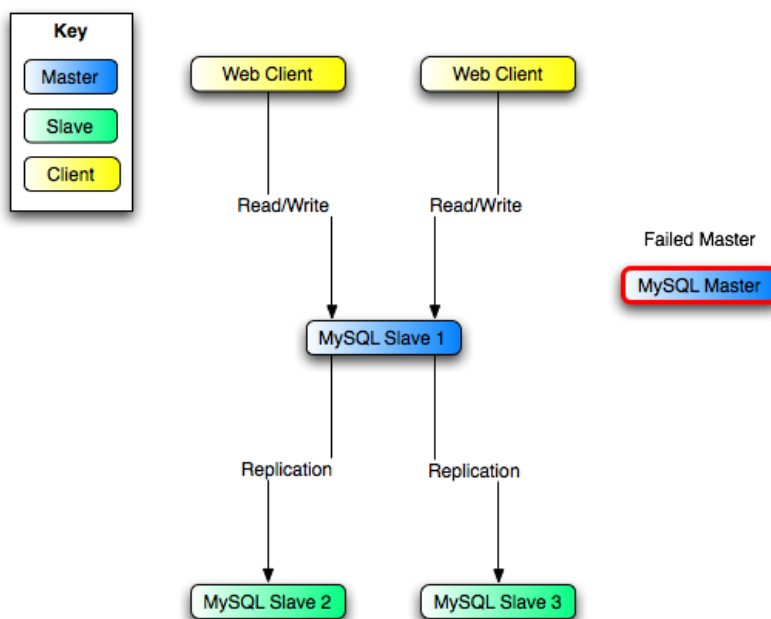 Key
Master
Slave
Client
Web Client
Web Client
Read/Write
Read/Write
Failed Master
MySQL Master
MySQL Slave 1
Replication
Replication
MySQL Slave 2
MySQL Slave 3